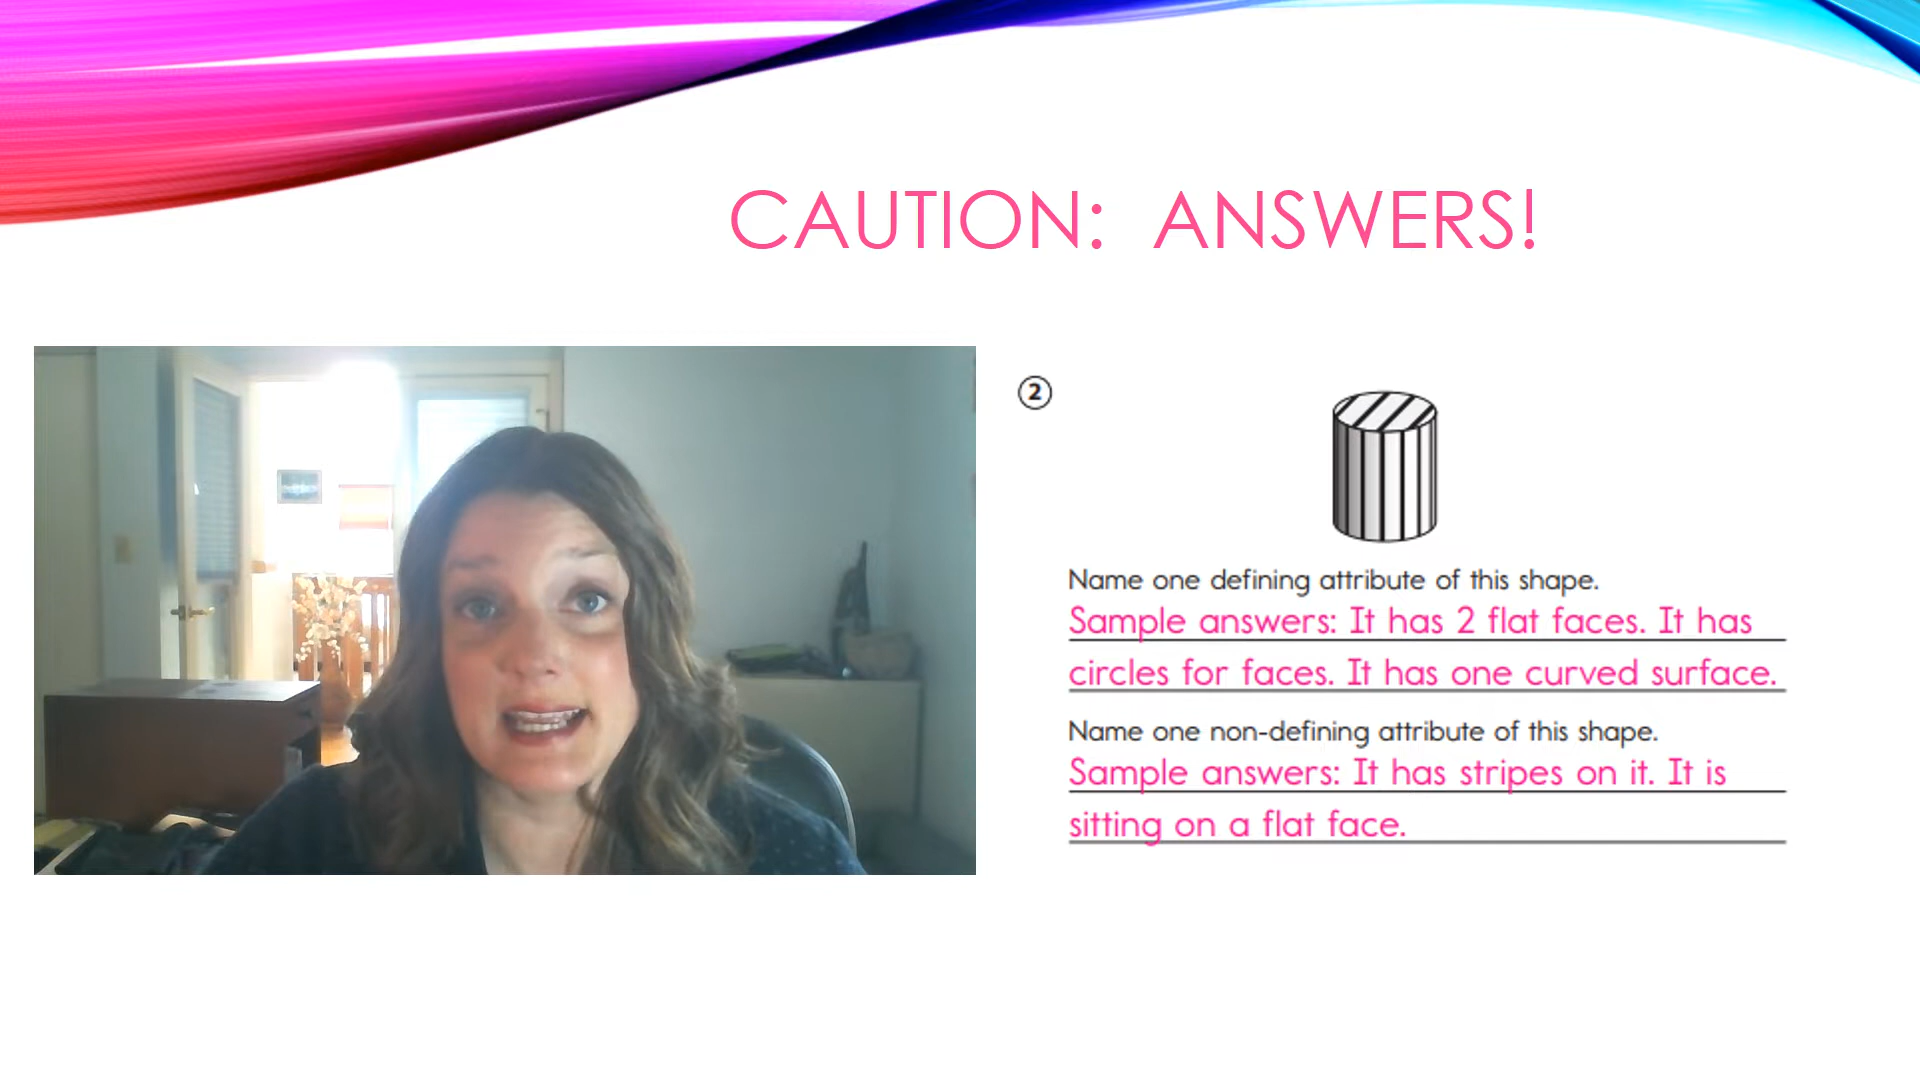 CAUTION: ANSWERS!
2
Name one defining attribute of this shape.
Sample answers: It has 2 flat faces. It has
circles for faces. It has one curved surface.
Name one non-defining attribute of this shape.
Sample answers: It has stripes on it. It is
sitting on a flat face.